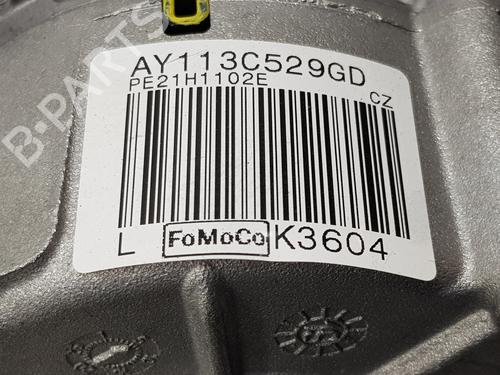 AY113C529GD
PE21H1102E
CZ
L FoMoCo K3604
B-PARTS